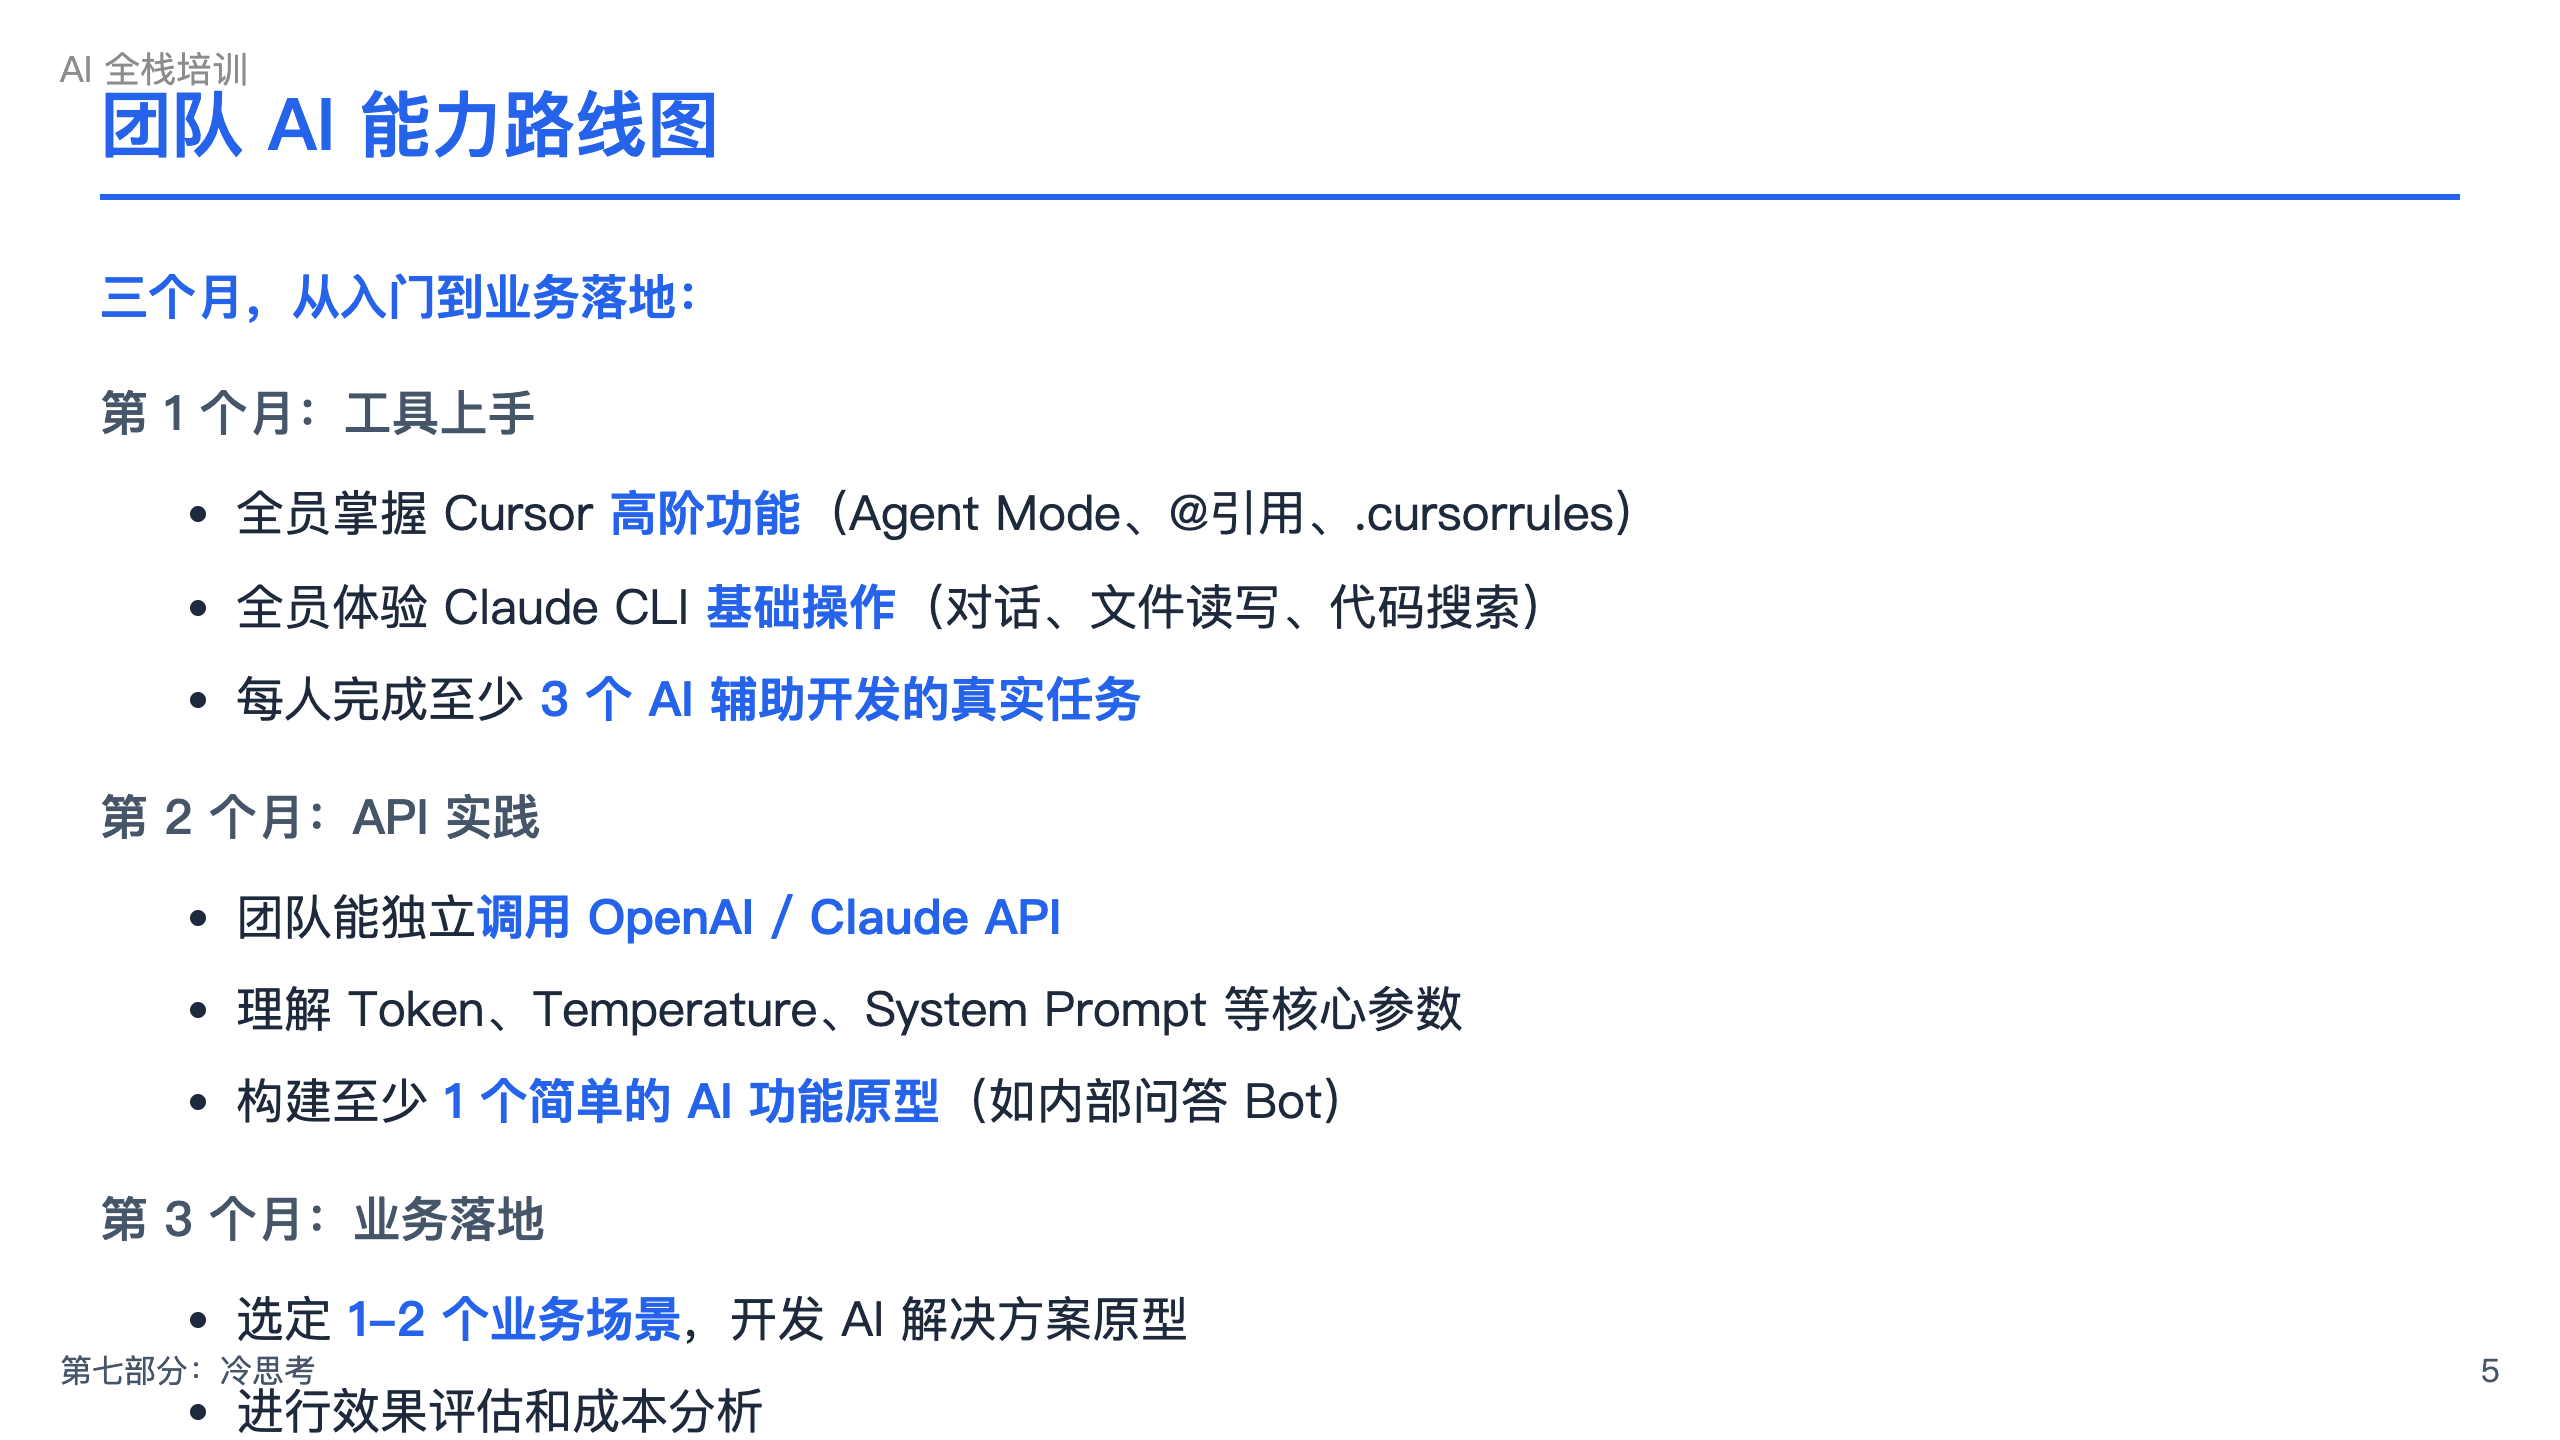 AI 全栈培训
团队 AI 能力路线图
三个月，从入门到业务落地：
第 1 个月：工具上手
• 全员掌握 Cursor 高阶功能（Agent Mode、@引用、.cursorrules）
• 全员体验 Claude CLI 基础操作（对话、文件读写、代码搜索）
• 每人完成至少 3 个 AI 辅助开发的真实任务
第 2 个月：API 实践
• 团队能独立调用 OpenAI / Claude API
• 理解 Token、Temperature、System Prompt 等核心参数
• 构建至少 1 个简单的 AI 功能原型（如内部问答 Bot）
第 3 个月：业务落地
• 选定 1–2 个业务场景，开发 AI 解决方案原型
第七部分：冷思考
5
• 进行效果评估和成本分析